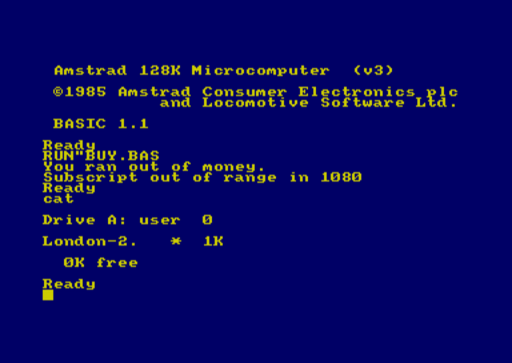 Amstrad 128K Microcomputer (v3)
©1985 Amstrad Consumer Electronics plc
and Locomotive Software Ltd.
BASIC 1.1
Ready
RUN"BUY.BAS
You ran out of money.
Subscript out of range in 1080
Ready
cat
Drive A: user 0
London-2. * 1K
0K free
Ready